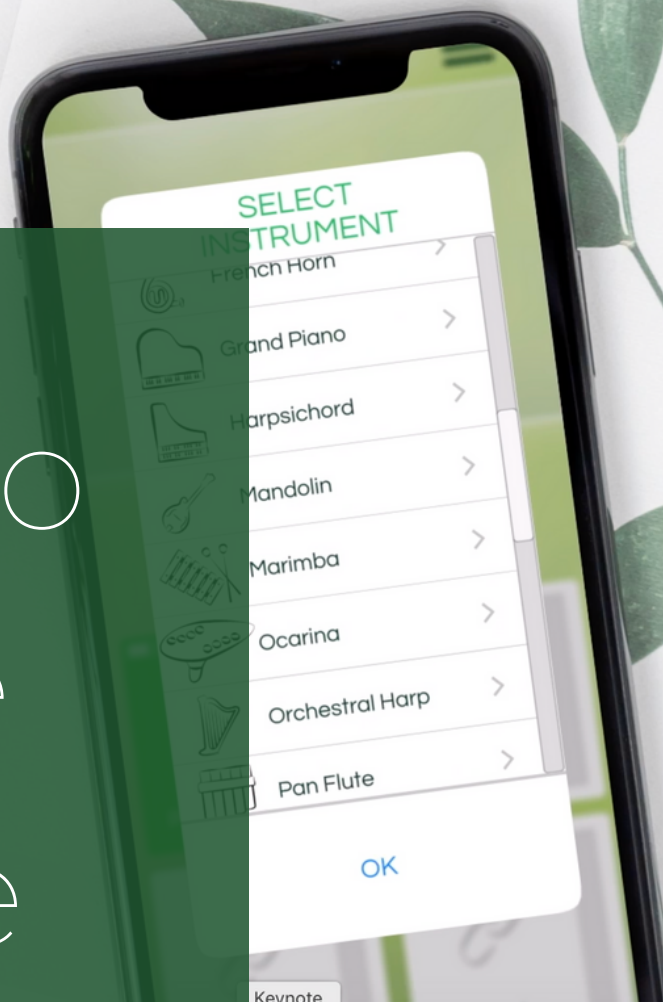 SELECT
INSTRUMENT
French Horn
Grand Piano
Harpsichord
o
Mandolin
Marimba
Ocarina
e
Orchestral Harp
Pan Flute
OK
e
Keynote